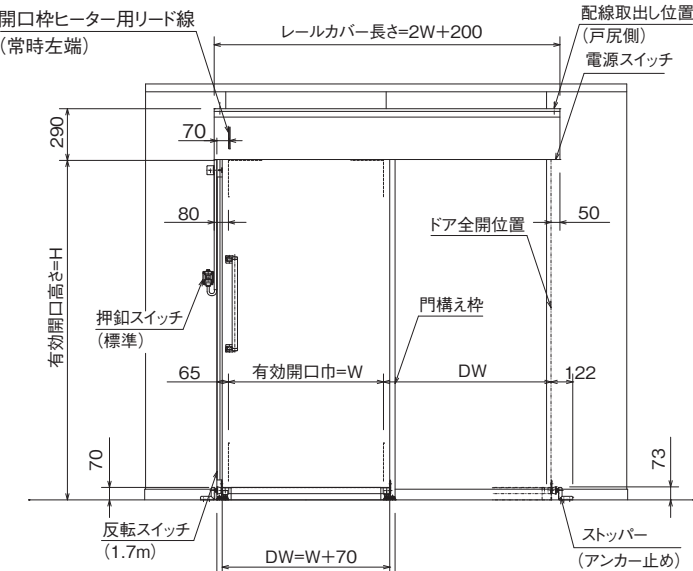 開口枠ヒーター用リード線
(常時左端)
レールカバー長さ=2W+200
配線取出し位置
(戸尻側)
電源スイッチ
290
70
80
50
ドア全開位置
有効開口高さ=H
押釦スイッチ
(標準)
門構え枠
65
有効開口巾=W
DW
122
70
73
反転スイッチ
(1.7m)
DW=W+70
ストッパー
(アンカー止め)